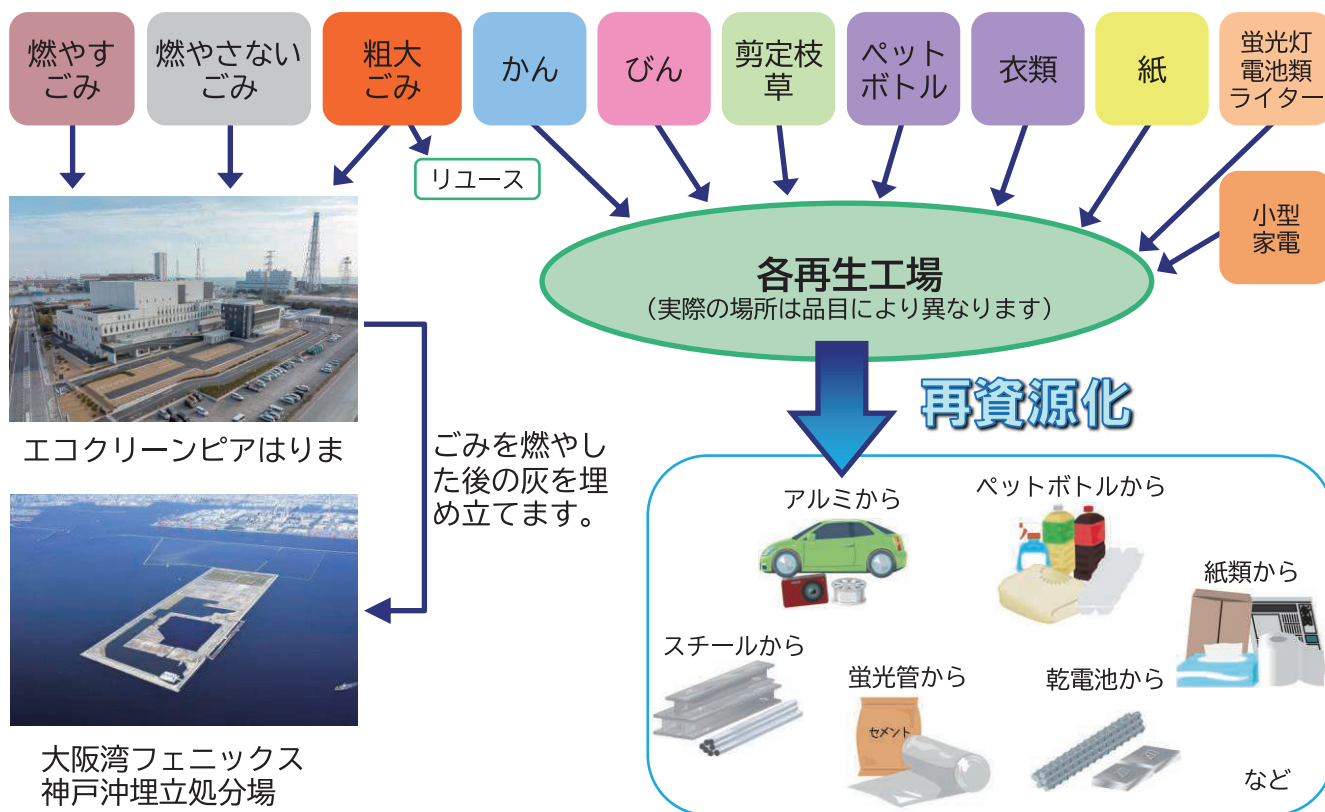 燃やす
ごみ
燃やさない
ごみ
粗大
ごみ
かん
びん
剪定枝
草
ペット
ボトル
衣類
紙
蛍光灯
電池類
ライター
リユース
小型
家電
各再生工場
（実際の場所は品目により異なります）
エコクリーンピアはりま
ごみを燃やし
た後の灰を埋
め立てます。
大阪湾フェニックス
神戸沖埋立処分場
再資源化
アルミから
ペットボトルから
紙類から
スチールから
蛍光管から
セメント
乾電池から
など